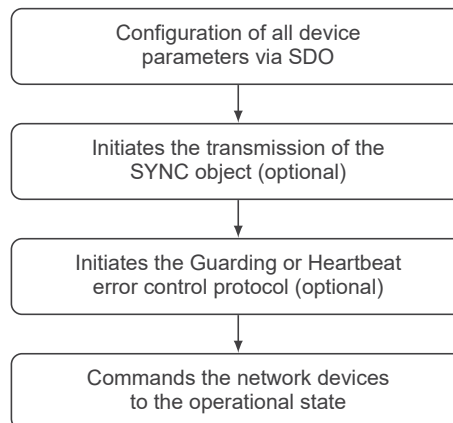 Configuration of all device
parameters via SDO
Initiates the transmission of the
SYNC object (optional)
Initiates the Guarding or Heartbeat
error control protocol (optional)
Commands the network devices
to the operational state